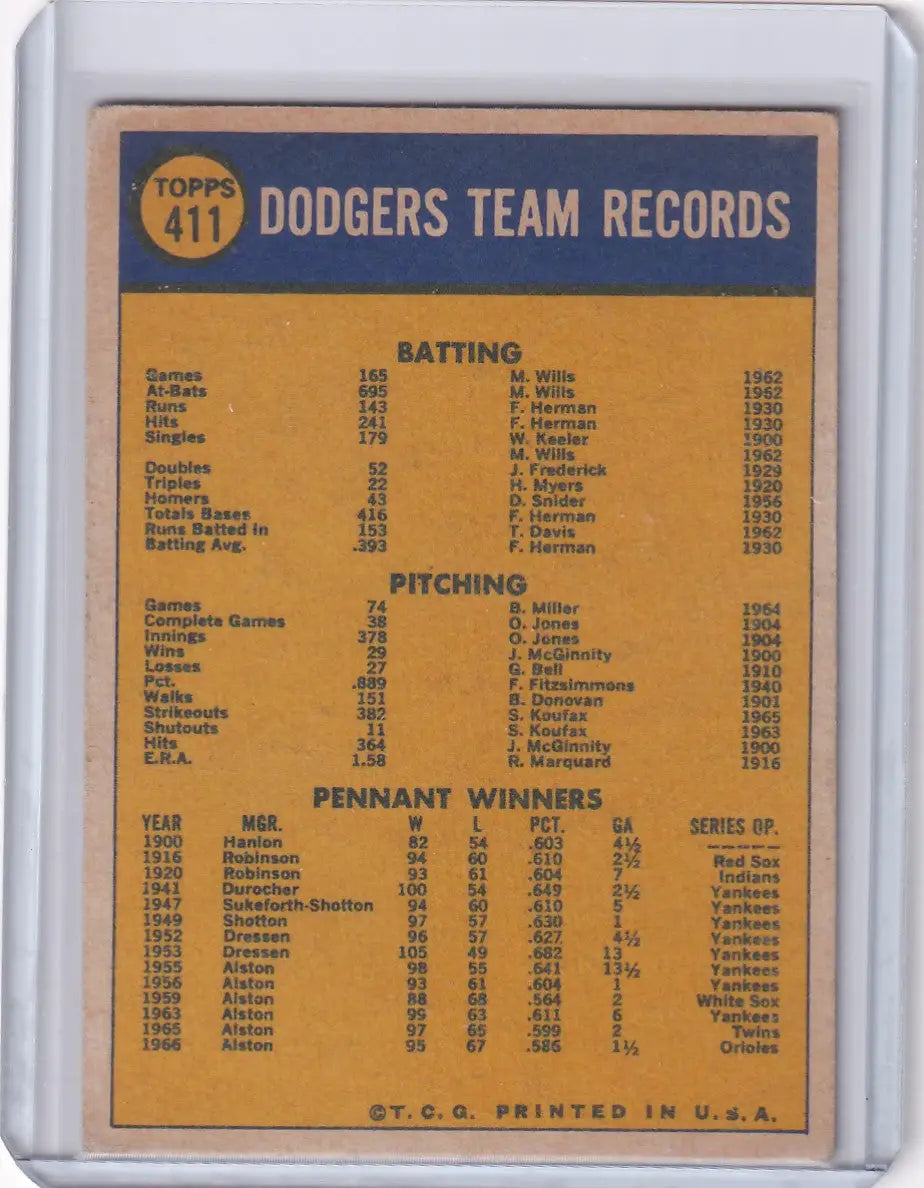 TOPPS
411
DODGERS TEAM RECORDS
BATTING
Games 165 M. Wills 1962
At-Bats 695 M. Wills 1962
Runs 143 F. Herman 1930
Hits 241 F. Herman 1930
Singles 179 W. Keeler 1900
M. Wills 1962
Doubles 52 J. Frederick 1929
Triples 22 H. Myers 1920
Homers 43 D. Snider 1956
Totals Bases 416 F. Herman 1930
Runs Batted In 153 T. Davis 1962
Batting Avg. .393 F. Herman 1930
PITCHING
Games 74 B. Miller 1964
Complete Games 38 O. Jones 1904
Innings 378 O. Jones 1904
Wins 29 J. McGinnity 1900
Losses 27 G. Bell 1910
Pct. .889 F. Fitzsimmons 1940
Walks 151 B. Donovan 1901
Strikeouts 382 S. Koufax 1965
Shutouts 11 S. Koufax 1963
Hits 364 J. McGinnity 1900
E.R.A. 1.58 R. Marquard 1916
PENNANT WINNERS
YEAR MGR. W L PCT. GA SERIES OP.
1900 Hanlon 82 54 .603 4½ -----
1916 Robinson 94 60 .610 2½ Red Sox
1920 Robinson 93 61 .604 7 Indians
1941 Durocher 100 54 .649 2½ Yankees
1947 Sukeforth-Shotton 94 60 .610 5 Yankees
1949 Shotton 97 57 .630 1 Yankees
1952 Dressen 96 57 .627 4½ Yankees
1953 Dressen 105 49 .682 13 Yankees
1955 Alston 98 55 .641 13½ Yankees
1956 Alston 93 61 .604 1 Yankees
1959 Alston 88 68 .564 2 White Sox
1963 Alston 99 63 .611 6 Yankees
1965 Alston 97 65 .599 2 Twins
1966 Alston 95 67 .586 1½ Orioles
©T.C.G. PRINTED IN U.S.A.